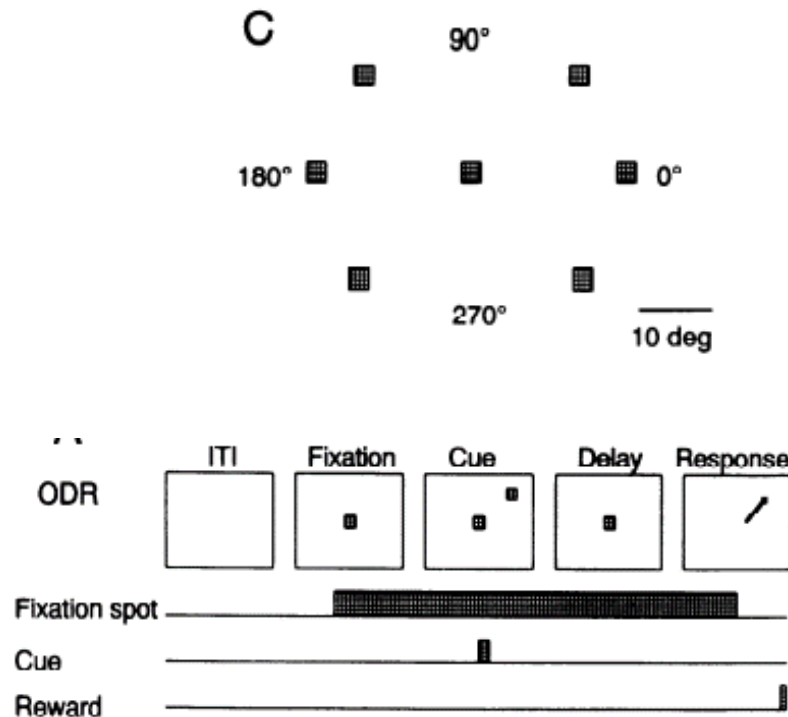 C
90°
180°
0°
270°
10 deg
ITI Fixation Cue Delay Response
ODR
Fixation spot
Cue
Reward